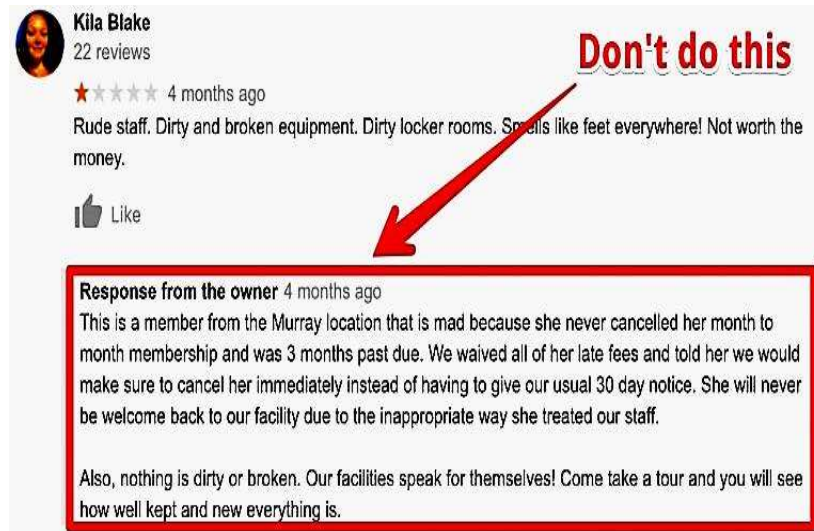 Kila Blake
22 reviews
Don't do this
4 months ago
Rude staff. Dirty and broken equipment. Dirty locker rooms. Smells like feet everywhere! Not worth the
money.
Like
Response from the owner 4 months ago
This is a member from the Murray location that is mad because she never cancelled her month to
month membership and was 3 months past due. We waived all of her late fees and told her we would
make sure to cancel her immediately instead of having to give our usual 30 day notice. She will never
be welcome back to our facility due to the inappropriate way she treated our staff.
Also, nothing is dirty or broken. Our facilities speak for themselves! Come take a tour and you will see
how well kept and new everything is.